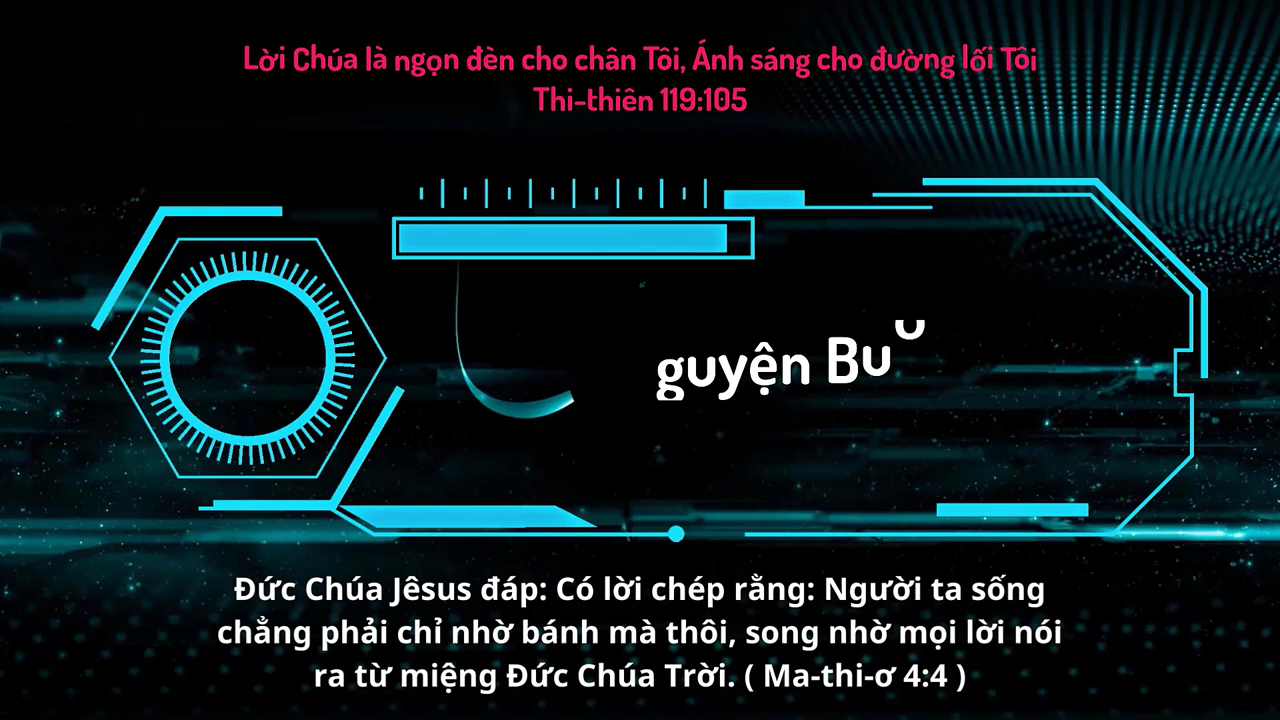 Lời Chúa là ngọn đèn cho chân Tôi, Ánh sáng cho đường lối Tôi
Thi-thiên 119:105
guyện Bu
Đức Chúa Jêsus đáp: Có lời chép rằng: Người ta sống
chẳng phải chỉ nhờ bánh mà thôi, song nhờ mọi lời nói
ra từ miệng Đức Chúa Trời. ( Ma-thi-ơ 4:4 )